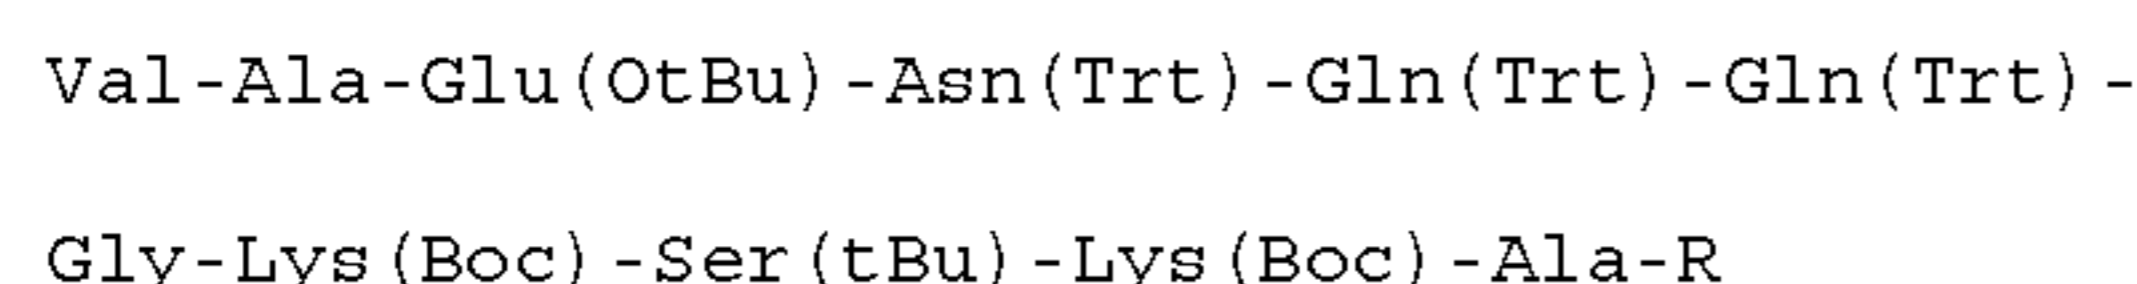 Val-Ala-Glu(OtBu)-Asn(Trt)-Gln(Trt)-Gln(Trt)-
Gly-Lys(Boc)-Ser(tBu)-Lys(Boc)-Ala-R